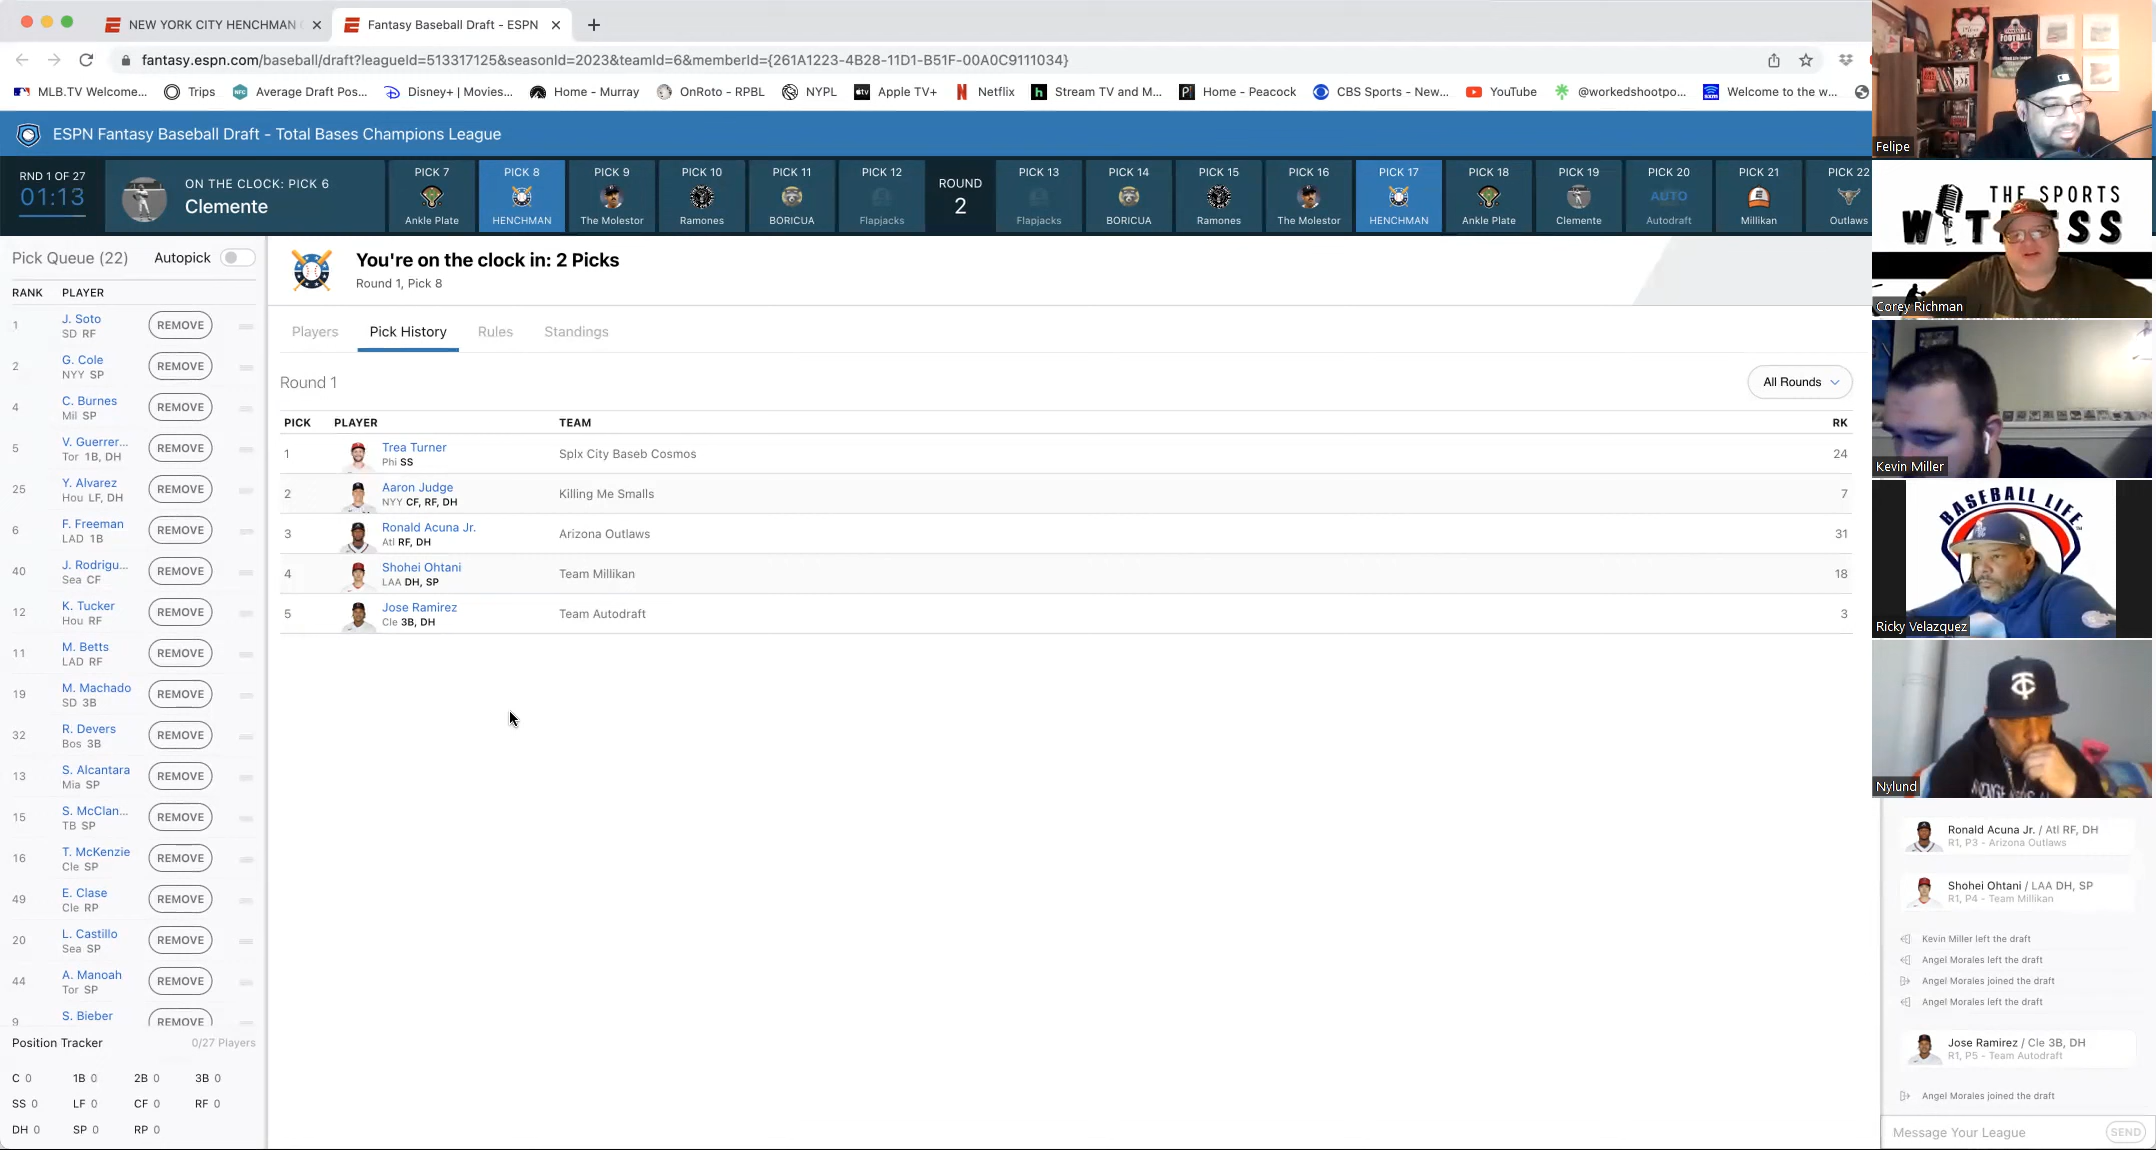 NEW YORK CITY HENCHMAN
Fantasy Baseball Draft - ESPN
fantasy.espn.com/baseball/draft?leagueId=513317125&seasonId=2023&teamId=6&memberId={261A1223-4B28-11D1-B51F-00A0C9111034}
MLB.TV Welcome...
Trips
Average Draft Pos...
Disney+ | Movies...
Home - Murray
OnRoto - RPBL
NYPL
Apple TV+
Netflix
Stream TV and M...
Home - Peacock
CBS Sports - New...
YouTube
@workedshootpo...
Welcome to the w...
ESPN Fantasy Baseball Draft - Total Bases Champions League
RND 1 OF 27
01:13
ON THE CLOCK: PICK 6
Clemente
PICK 7
Ankle Plate
PICK 8
HENCHMAN
PICK 9
The Molestor
PICK 10
Ramones
PICK 11
BORICUA
PICK 12
Flapjacks
ROUND
2
PICK 13
Flapjacks
PICK 14
BORICUA
PICK 15
Ramones
PICK 16
The Molestor
PICK 17
HENCHMAN
PICK 18
Ankle Plate
PICK 19
Clemente
PICK 20
AUTO
Autodraft
PICK 21
Millikan
PICK 22
Outlaws
Pick Queue (22)
Autopick
RANK PLAYER
1 J. Soto REMOVE
SD RF
2 G. Cole REMOVE
NYY SP
4 C. Burnes REMOVE
Mil SP
5 V. Guerrer... REMOVE
Tor 1B, DH
25 Y. Alvarez REMOVE
Hou LF, DH
6 F. Freeman REMOVE
LAD 1B
40 J. Rodrigu... REMOVE
Sea CF
12 K. Tucker REMOVE
Hou RF
11 M. Betts REMOVE
LAD RF
19 M. Machado REMOVE
SD 3B
32 R. Devers REMOVE
Bos 3B
13 S. Alcantara REMOVE
Mia SP
15 S. McClan... REMOVE
TB SP
16 T. McKenzie REMOVE
Cle SP
49 E. Clase REMOVE
Cle RP
20 L. Castillo REMOVE
Sea SP
44 A. Manoah REMOVE
Tor SP
9 S. Bieber REMOVE
Position Tracker 0/27 Players
C 0 1B 0 2B 0 3B 0
SS 0 LF 0 CF 0 RF 0
DH 0 SP 0 RP 0
You're on the clock in: 2 Picks
Round 1, Pick 8
Players
Pick History
Rules
Standings
Round 1
All Rounds
PICK PLAYER TEAM RK
1 Trea Turner Splx City Baseb Cosmos 24
Phi SS
2 Aaron Judge Killing Me Smalls 7
NYY CF, RF, DH
3 Ronald Acuna Jr. Arizona Outlaws 31
Atl RF, DH
4 Shohei Ohtani Team Millikan 18
LAA DH, SP
5 Jose Ramirez Team Autodraft 3
Cle 3B, DH
FOOTBALL
Felipe
THE SPORTS
WITNESS
Corey Richman
Kevin Miller
BASEBALL LIFE
Ricky Velazquez
TC
Nylund
Ronald Acuna Jr. / Atl RF, DH
R1, P3 - Arizona Outlaws
Shohei Ohtani / LAA DH, SP
R1, P4 - Team Millikan
Kevin Miller left the draft
Angel Morales left the draft
Angel Morales joined the draft
Angel Morales left the draft
Jose Ramirez / Cle 3B, DH
R1, P5 - Team Autodraft
Angel Morales joined the draft
Message Your League
SEND